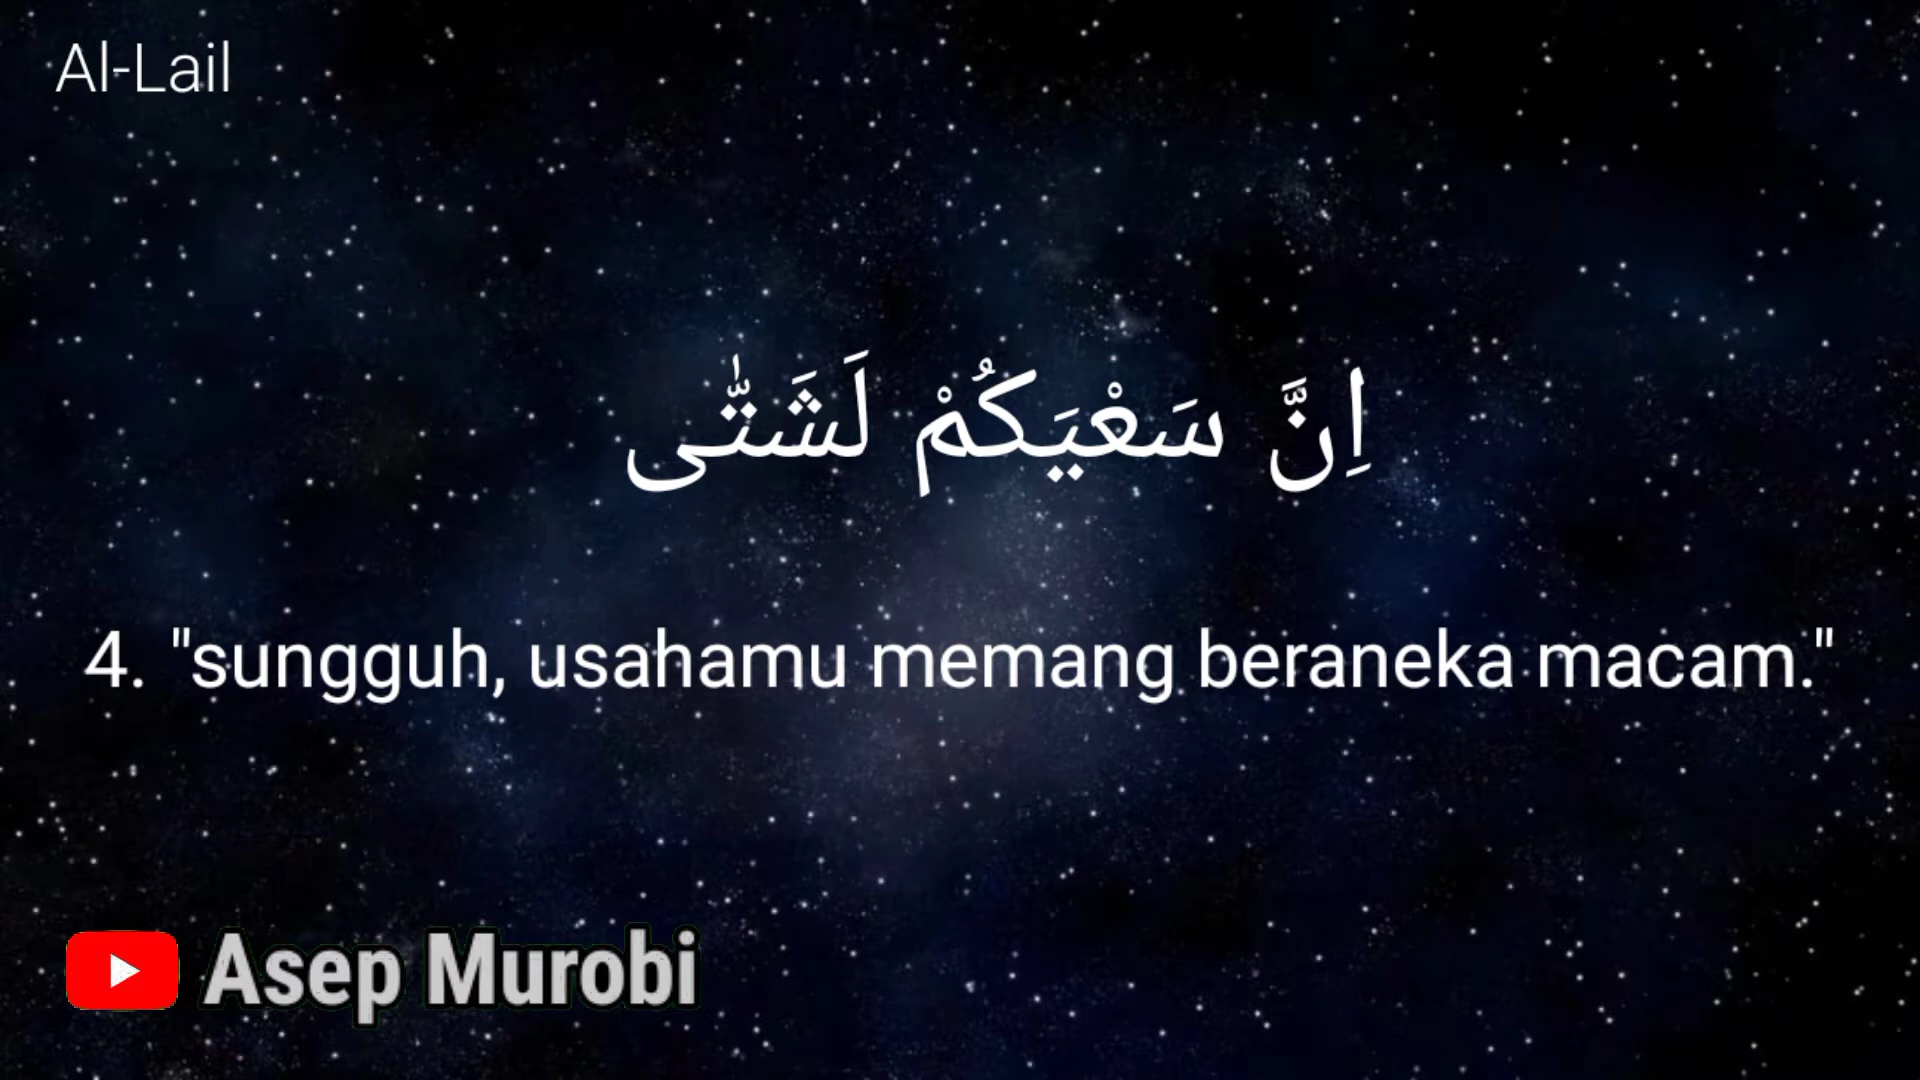 Al-Lail
اِنَّ سَعْيَكُمْ لَشَتّٰى
4. "sungguh, usahamu memang beraneka macam."
Asep Murobi